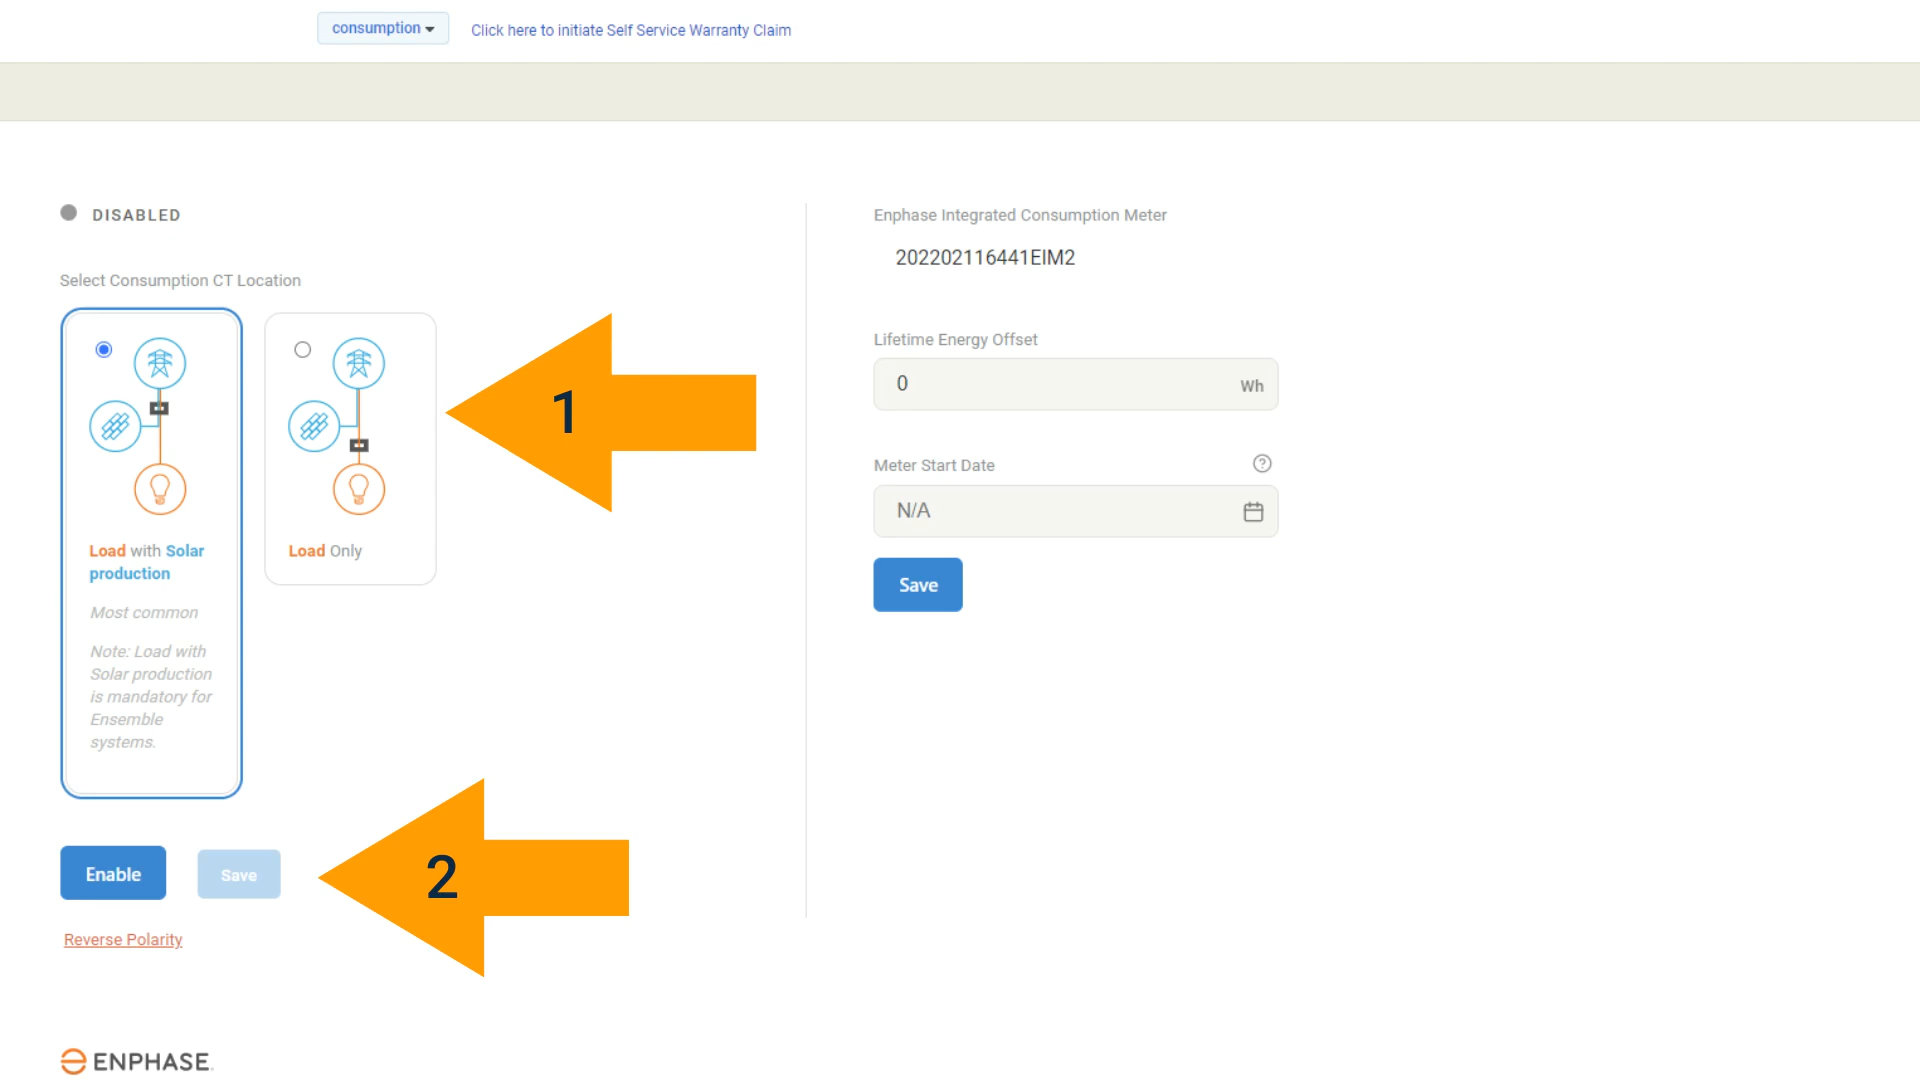 consumption
Click here to initiate Self Service Warranty Claim
DISABLED
Select Consumption CT Location
Load with Solar
production
Most common
Note: Load with
Solar production
is mandatory for
Ensemble
systems.
Load Only
1
Enable
Save
2
Reverse Polarity
Enphase Integrated Consumption Meter
202202116441EIM2
Lifetime Energy Offset
0
Wh
Meter Start Date
?
N/A
Save
ENPHASE